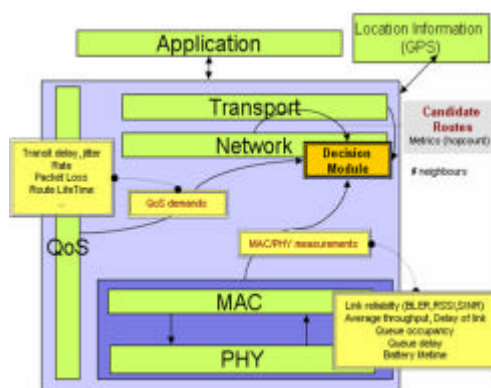 Application
Location Information
(GPS)
Transport
Network
Candidate
Routes
Metrics (hopcount)
# neighbours
Decision
Module
Transit delay, jitter
Rate
Packet Loss
Route LifeTime
...
QoS demands
QoS
MAC/PHY measurements
MAC
PHY
Link reliability (BLER,RSSI,SINR)
Average throughput, Delay of link
Queue occupancy
Queue delay
Battery lifetime